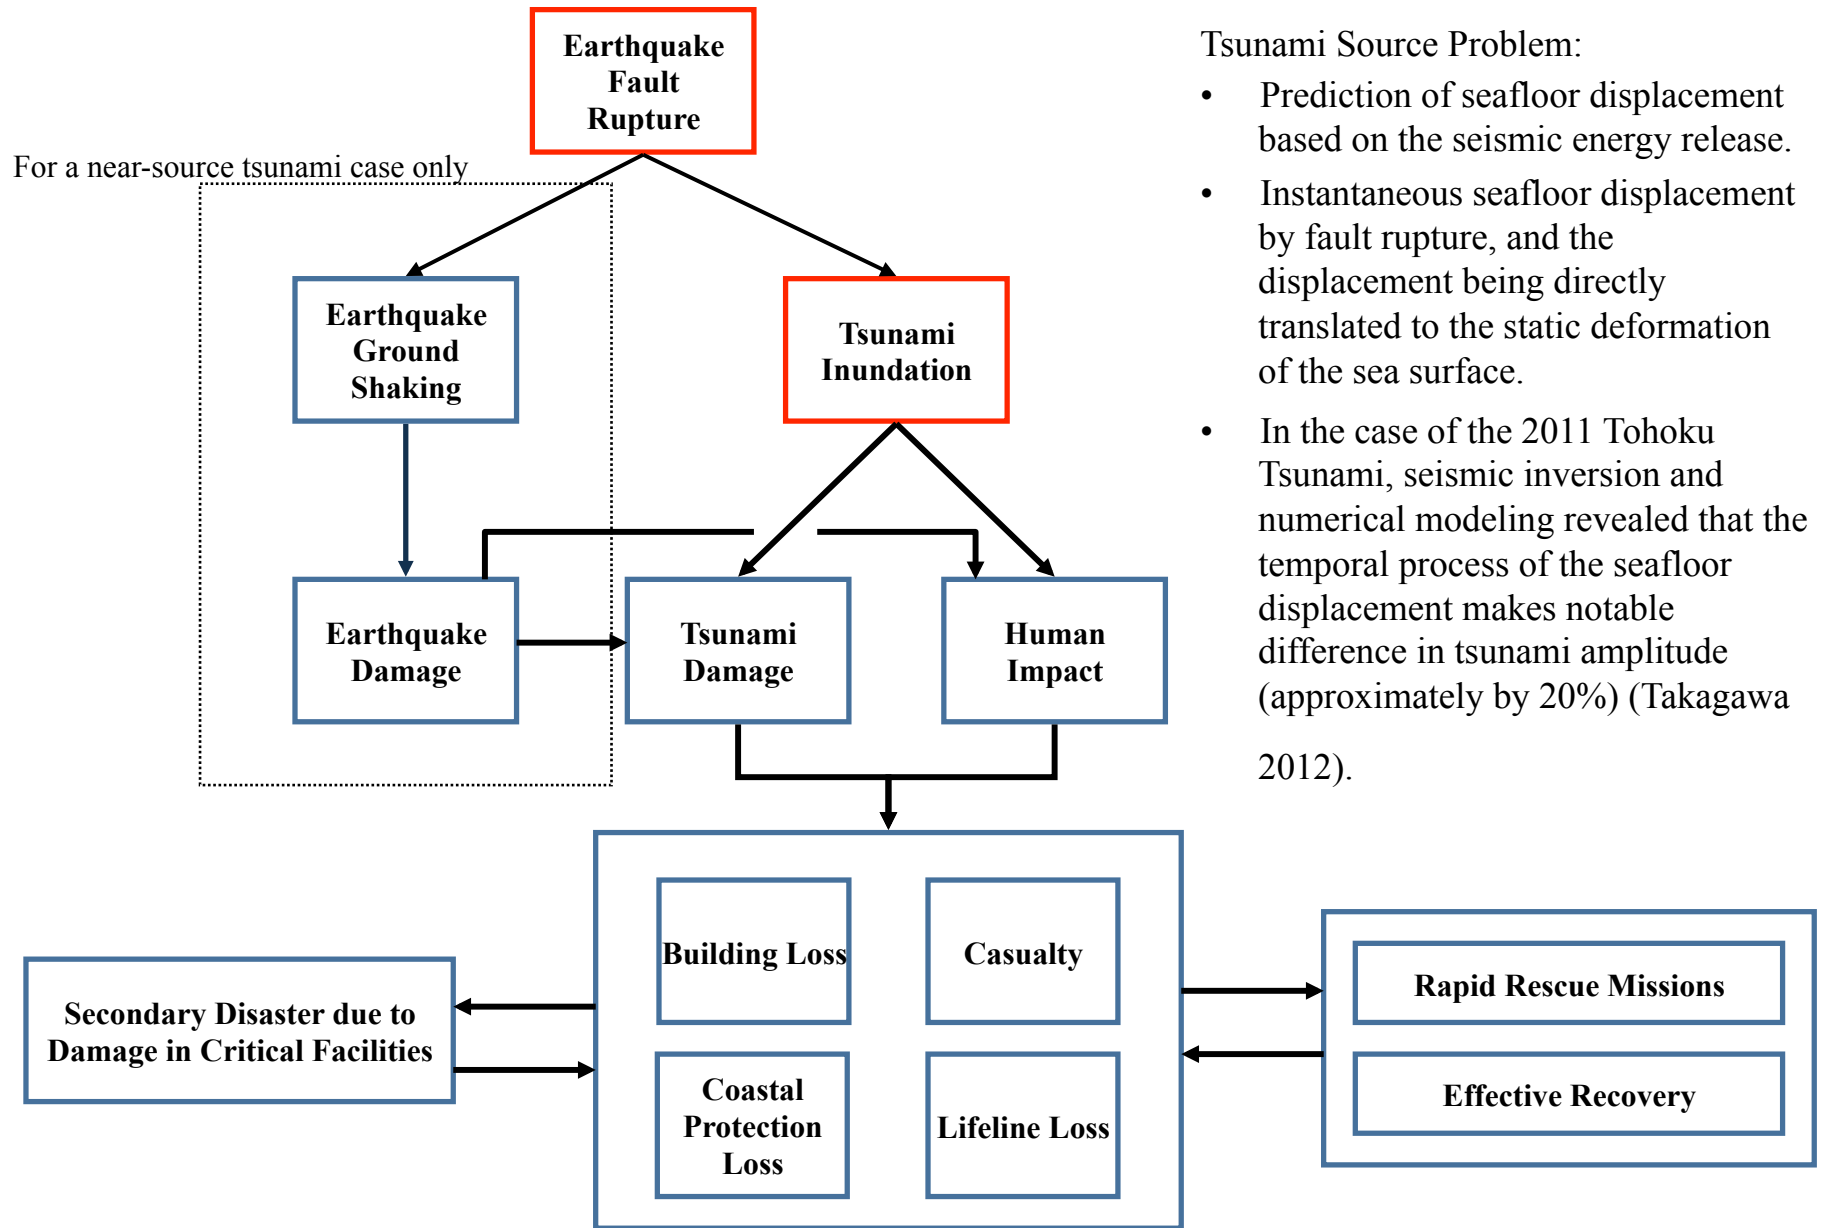 Earthquake
Fault
Rupture
For a near-source tsunami case only
Earthquake
Ground
Shaking
Tsunami
Inundation
Earthquake
Damage
Tsunami
Damage
Human
Impact
Building Loss
Casualty
Coastal
Protection
Loss
Lifeline Loss
Secondary Disaster due to
Damage in Critical Facilities
Rapid Rescue Missions
Effective Recovery
Tsunami Source Problem:
• Prediction of seafloor displacement
based on the seismic energy release.
• Instantaneous seafloor displacement
by fault rupture, and the
displacement being directly
translated to the static deformation
of the sea surface.
• In the case of the 2011 Tohoku
Tsunami, seismic inversion and
numerical modeling revealed that the
temporal process of the seafloor
displacement makes notable
difference in tsunami amplitude
(approximately by 20%) (Takagawa
2012).